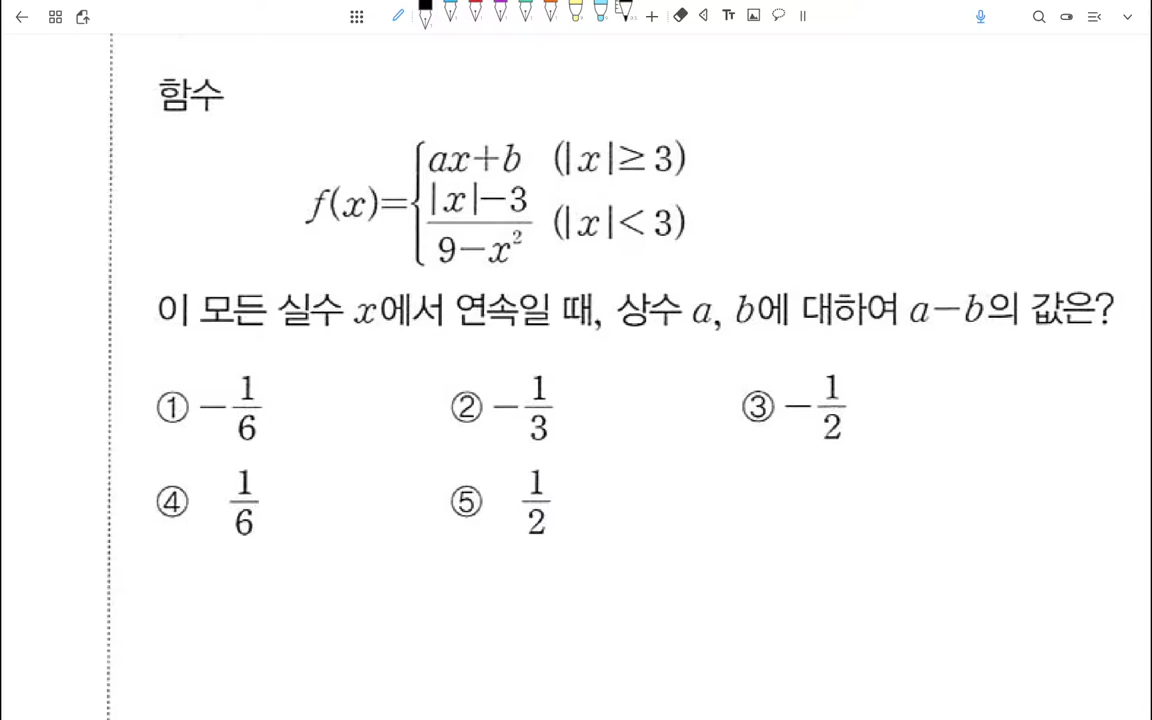 함수
f(x)={ax+b (|x|≥3)
|x|−3 / 9−x² (|x|<3)
이 모든 실수 x에서 연속일 때, 상수 a, b에 대하여 a−b의 값은?
① −1/6 ② −1/3 ③ −1/2
④ 1/6 ⑤ 1/2